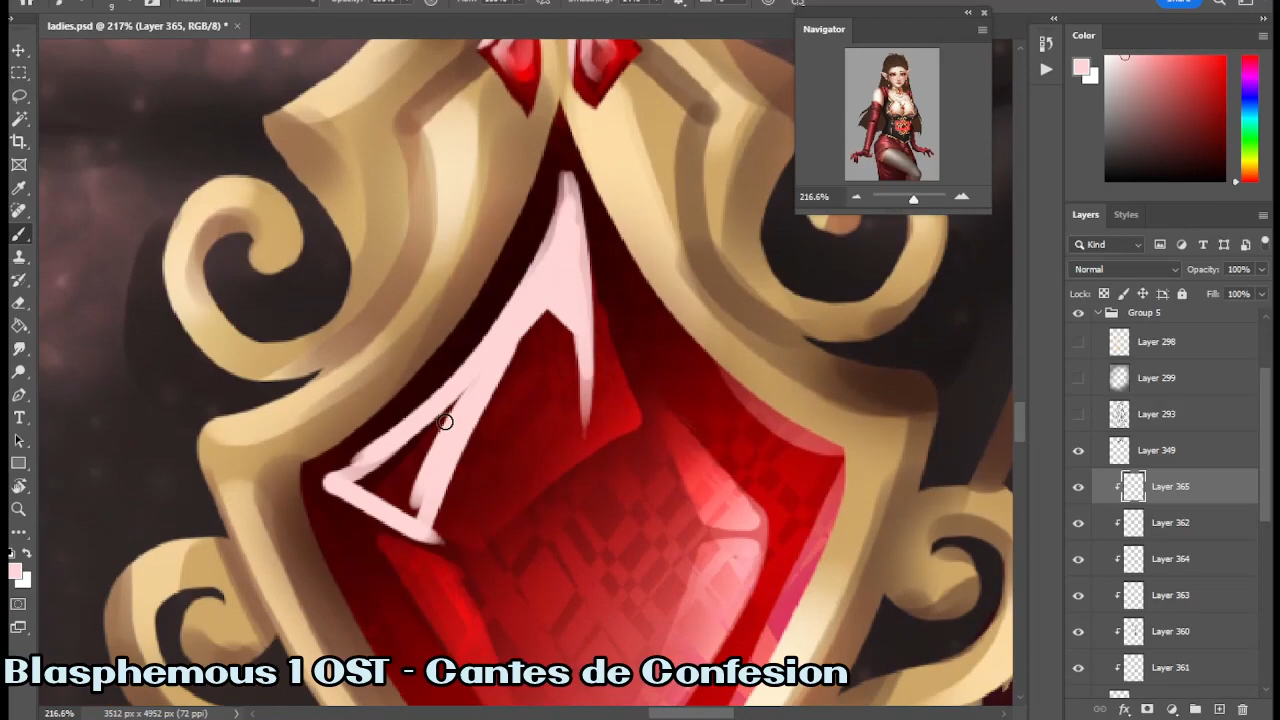 9
ladies.psd @ 217% (Layer 365, RGB/8) *
Navigator
216.6%
Color
Layers
Styles
Kind
Normal
Opacity: 100%
Lock:
Fill: 100%
Group 5
Layer 298
Layer 299
Layer 293
Layer 349
Layer 365
Layer 362
Layer 364
Layer 363
Layer 360
Layer 361
Blasphemous 1 OST - Cantes de Confesion
216.6%
3512 px x 4952 px (72 ppi)